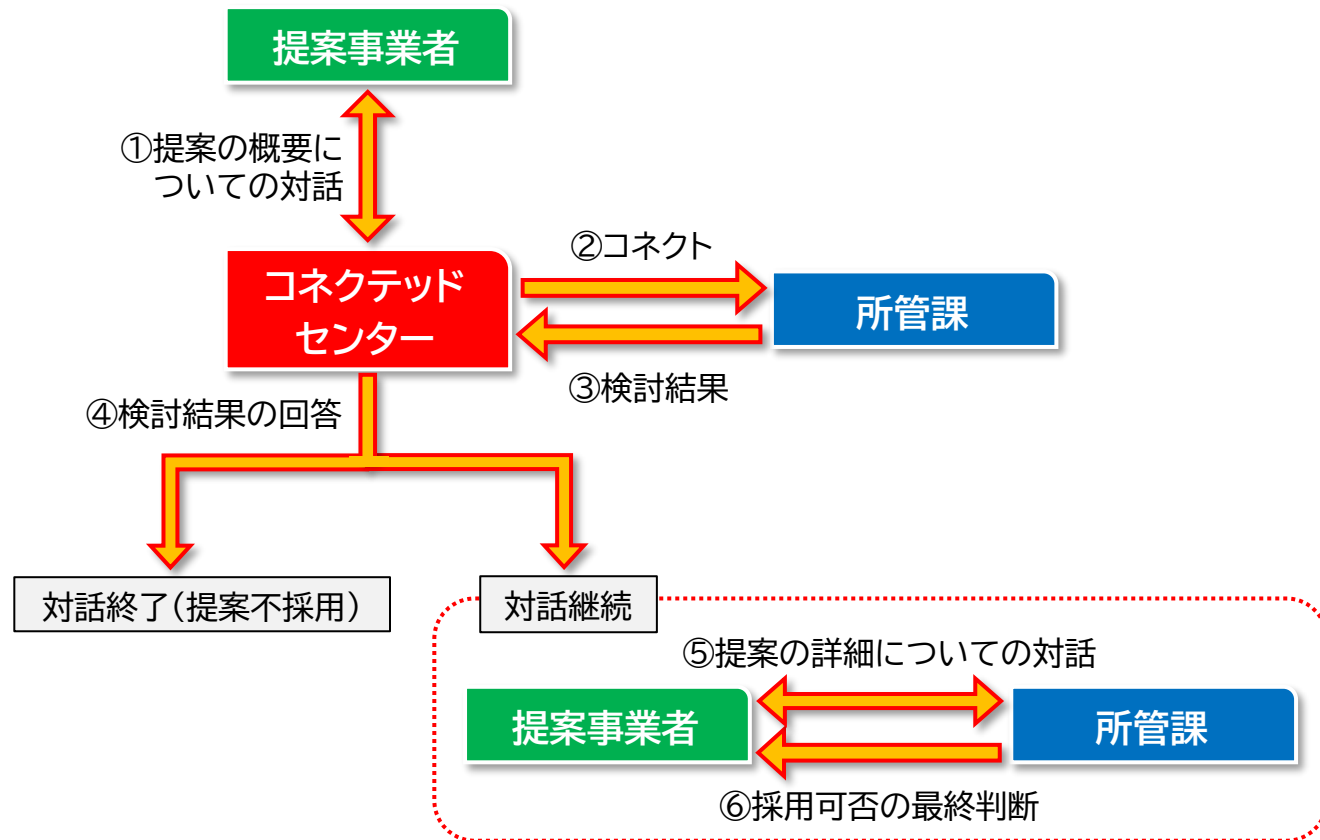 提案事業者
①提案の概要に
ついての対話
コネクテッド
センター
②コネクト
所管課
③検討結果
④検討結果の回答
対話終了(提案不採用)
対話継続
⑤提案の詳細についての対話
提案事業者
所管課
⑥採用可否の最終判断